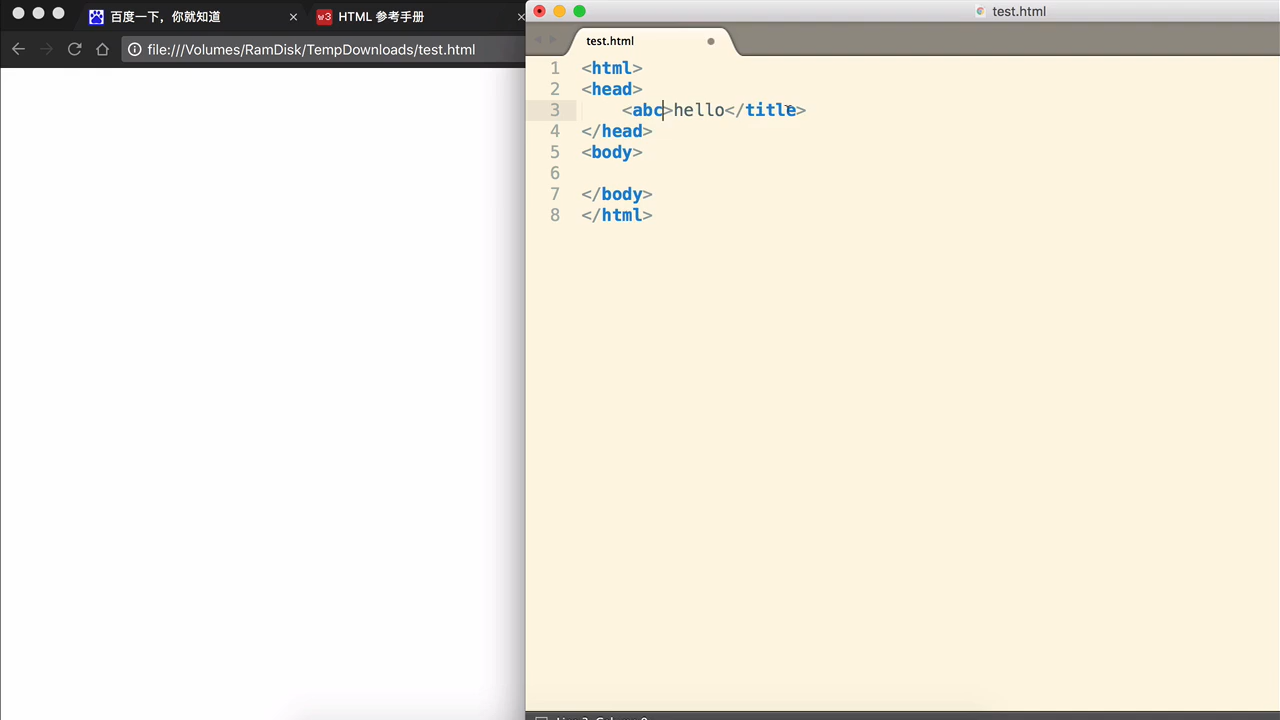 百度一下，你就知道
HTML 参考手册
test.html
file:///Volumes/RamDisk/TempDownloads/test.html
test.html
1 <html>
2 <head>
3 <abc>hello</title>
4 </head>
5 <body>
6
7 </body>
8 </html>